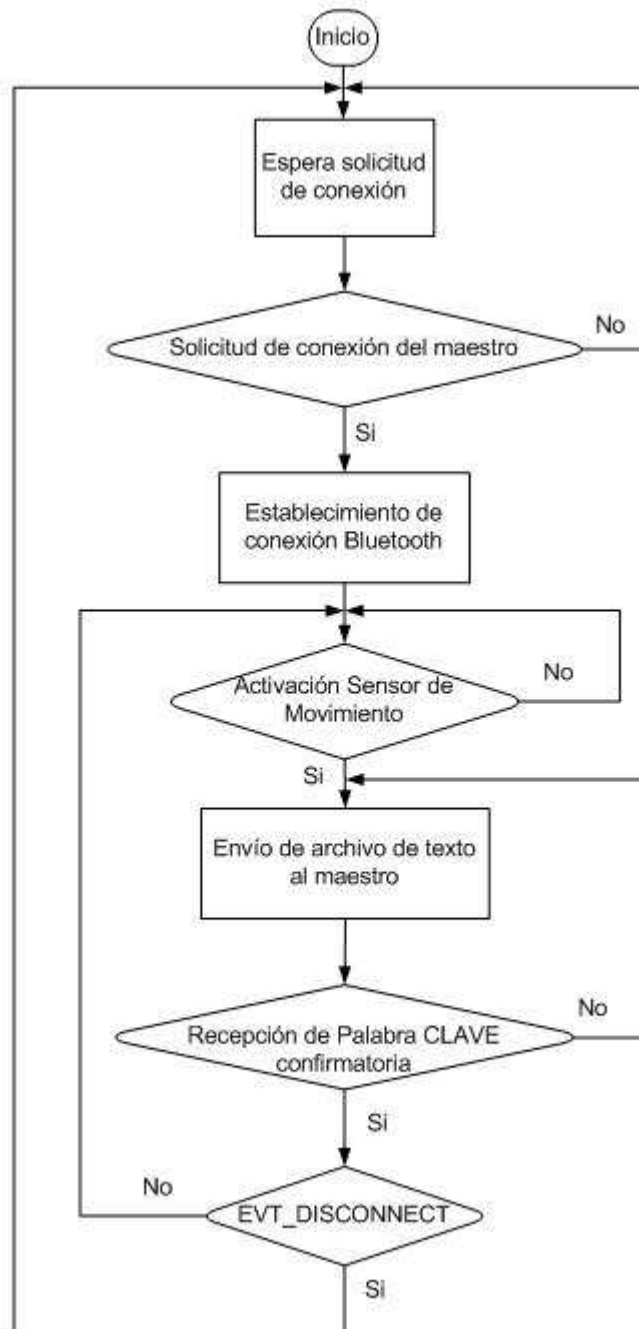 Inicio
Espera solicitud
de conexión
Solicitud de conexión del maestro
No
Si
Establecimiento de
conexión Bluetooth
Activación Sensor de
Movimiento
No
Si
Envío de archivo de texto
al maestro
Recepción de Palabra CLAVE
confirmatoria
No
Si
No
EVT_DISCONNECT
Si